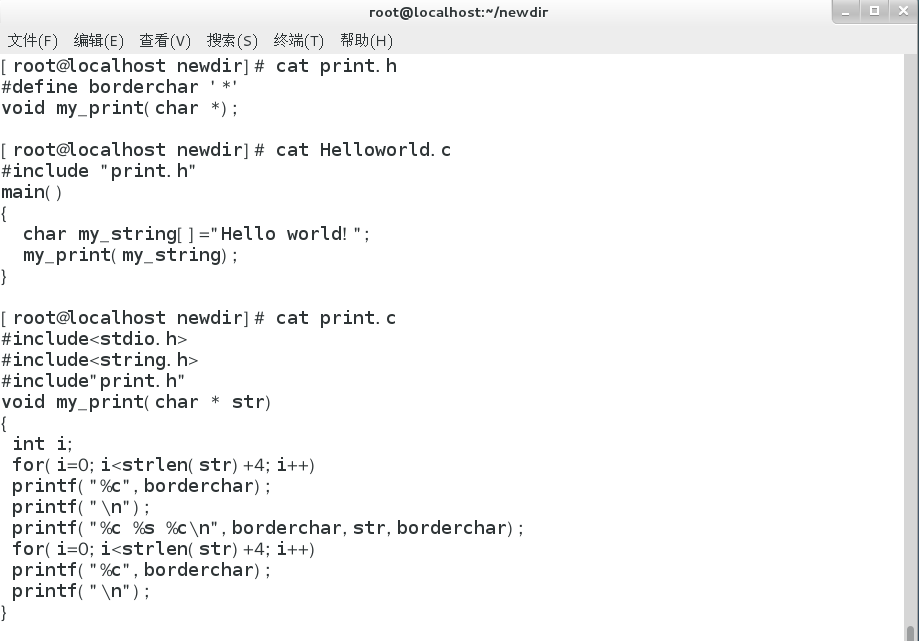 root@localhost:~/newdir
文件(F) 编辑(E) 查看(V) 搜索(S) 终端(T) 帮助(H)
[root@localhost newdir]# cat print.h
#define borderchar '*'
void my_print(char *);
[root@localhost newdir]# cat Helloworld.c
#include "print.h"
main()
{
  char my_string[]="Hello world!";
  my_print(my_string);
}
[root@localhost newdir]# cat print.c
#include<stdio.h>
#include<string.h>
#include"print.h"
void my_print(char * str)
{
 int i;
 for(i=0;i<strlen(str)+4;i++)
 printf("%c",borderchar);
 printf("\n");
 printf("%c %s %c\n",borderchar,str,borderchar);
 for(i=0;i<strlen(str)+4;i++)
 printf("%c",borderchar);
 printf("\n");
}